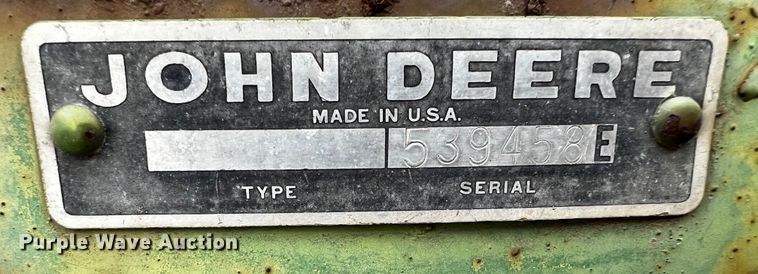 JOHN DEERE
MADE IN U.S.A.
539458E
TYPE SERIAL
Purple Wave Auction